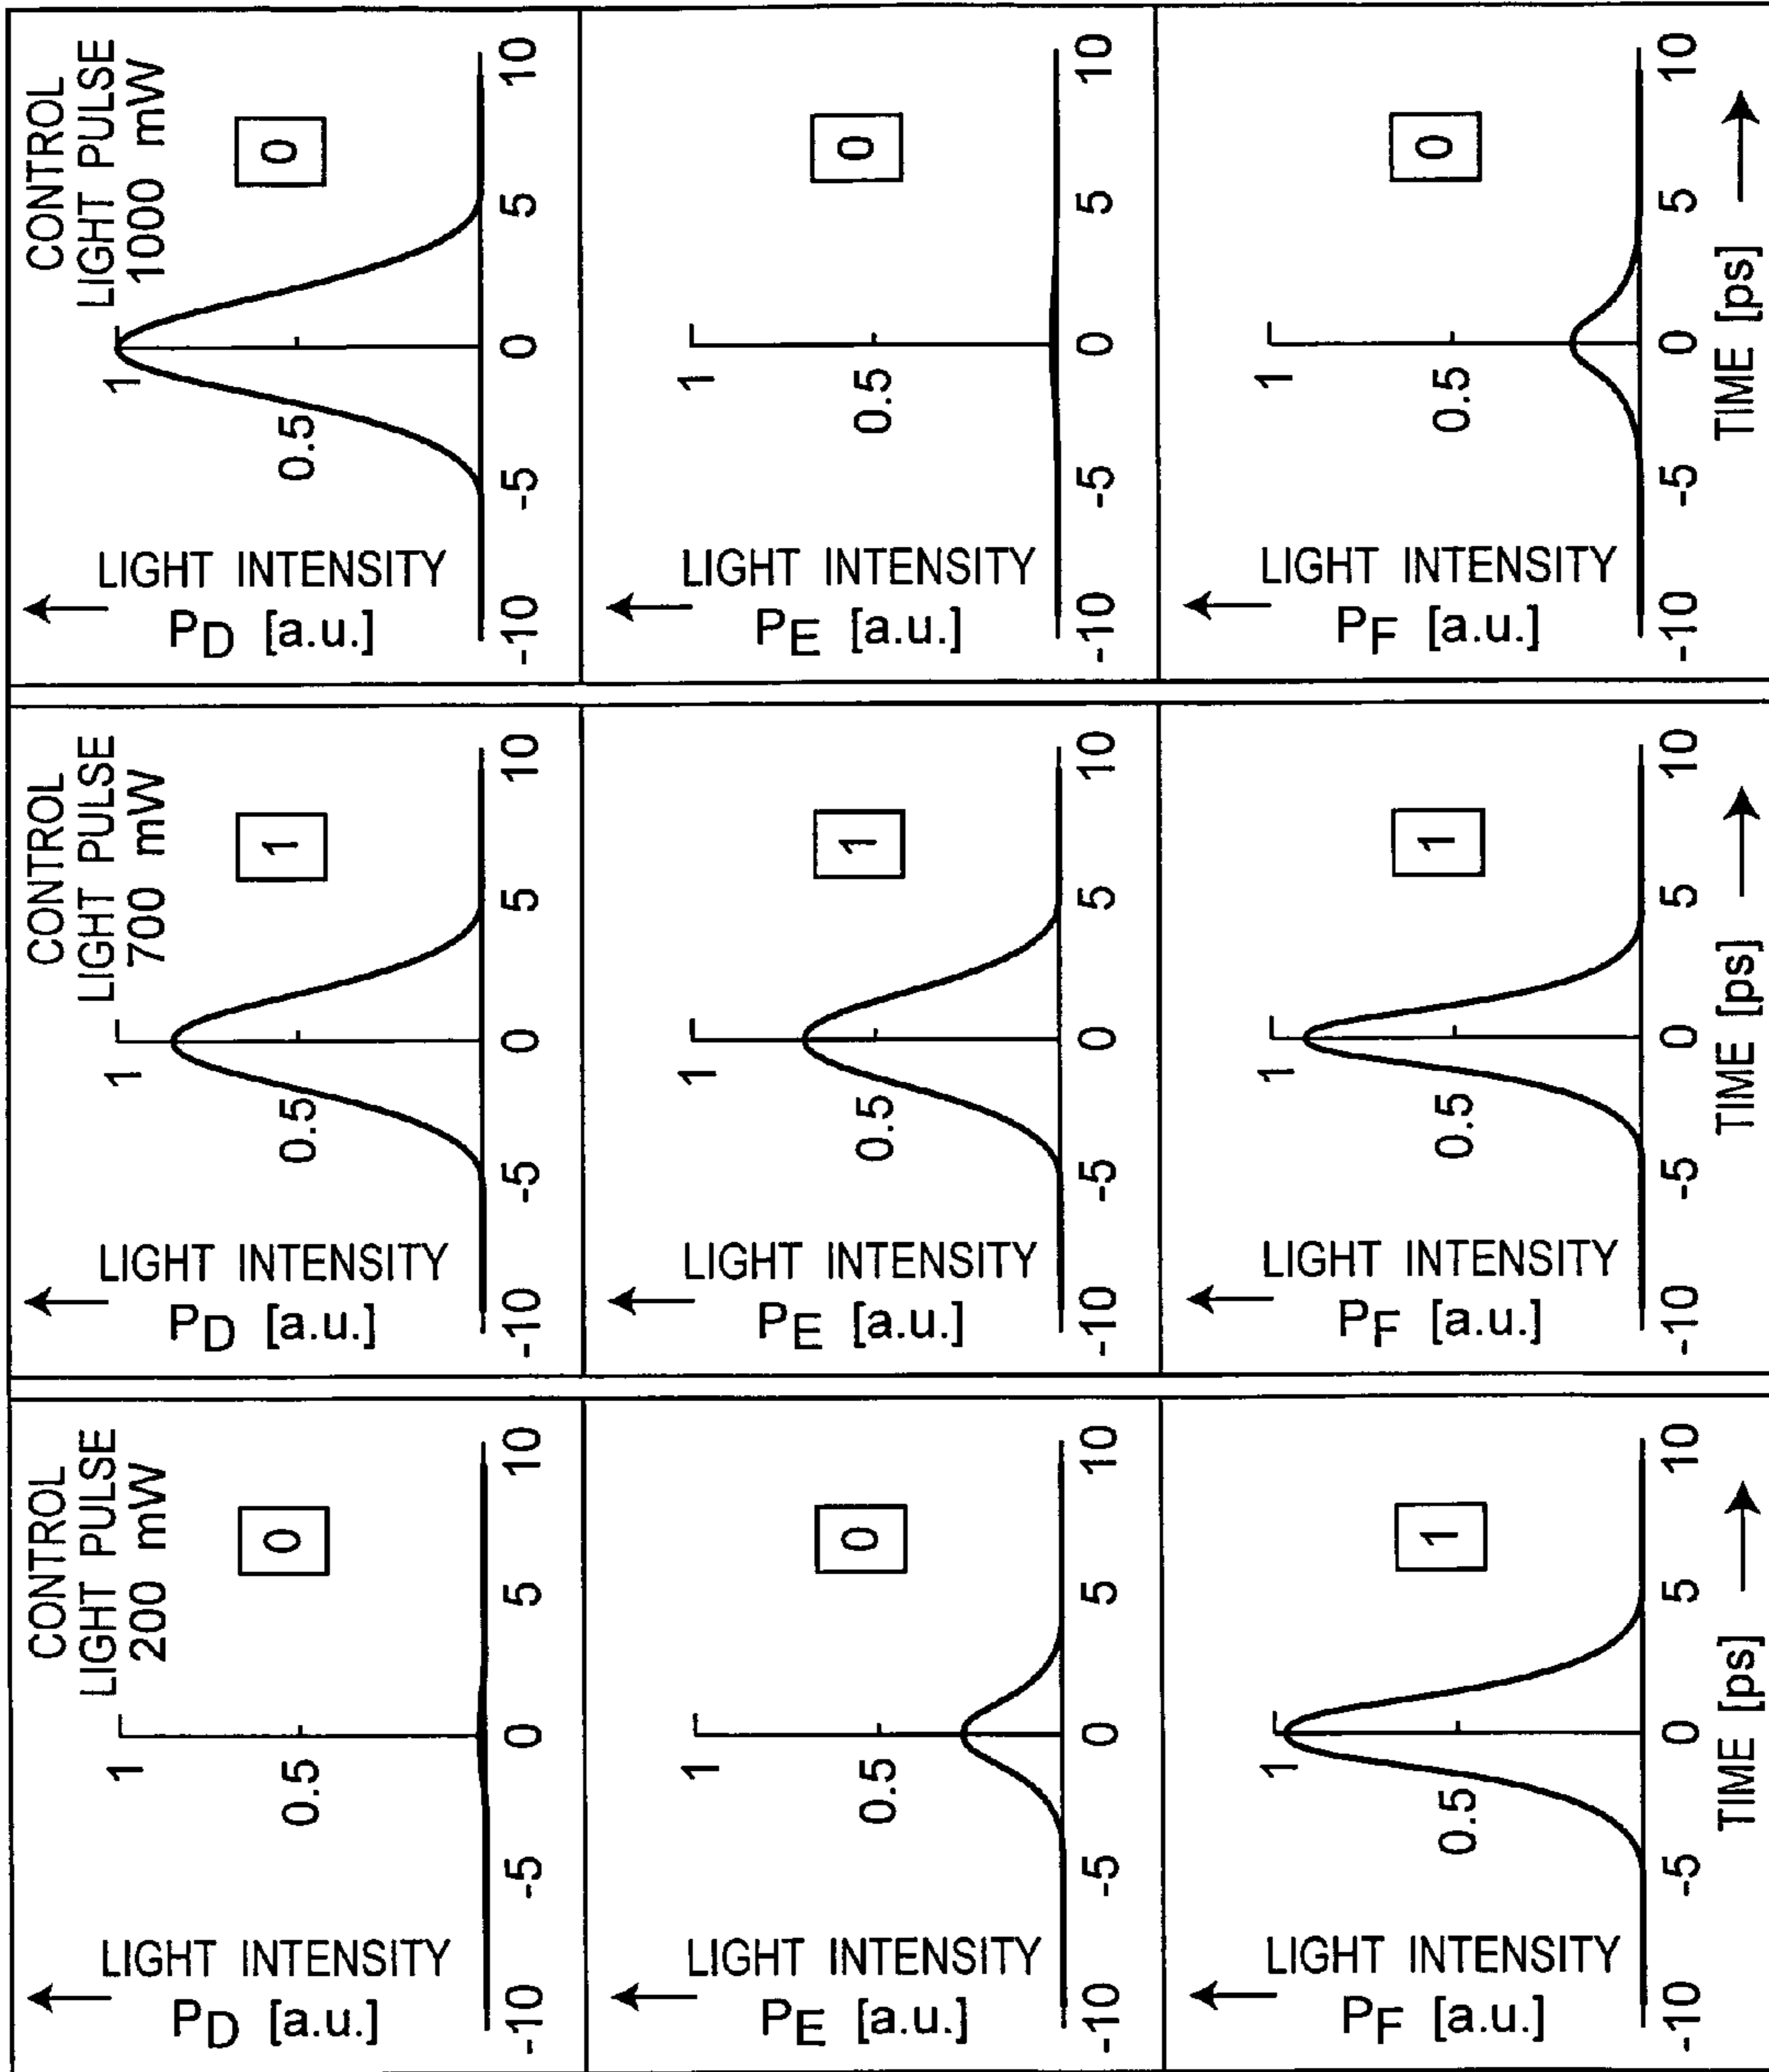 CONTROL
LIGHT PULSE
200 mW
LIGHT INTENSITY
PD [a.u.]
1
0.5
0
-10 -5 0 5 10
LIGHT INTENSITY
PE [a.u.]
1
0.5
0
-10 -5 0 5 10
LIGHT INTENSITY
PF [a.u.]
1
0.5
1
-10 -5 0 5 10
TIME [ps]
CONTROL
LIGHT PULSE
700 mW
LIGHT INTENSITY
PD [a.u.]
1
0.5
1
-10 -5 0 5 10
LIGHT INTENSITY
PE [a.u.]
1
0.5
1
-10 -5 0 5 10
LIGHT INTENSITY
PF [a.u.]
1
0.5
1
-10 -5 0 5 10
TIME [ps]
CONTROL
LIGHT PULSE
1000 mW
LIGHT INTENSITY
PD [a.u.]
1
0.5
0
-10 -5 0 5 10
LIGHT INTENSITY
PE [a.u.]
1
0.5
0
-10 -5 0 5 10
LIGHT INTENSITY
PF [a.u.]
1
0.5
0
-10 -5 0 5 10
TIME [ps]